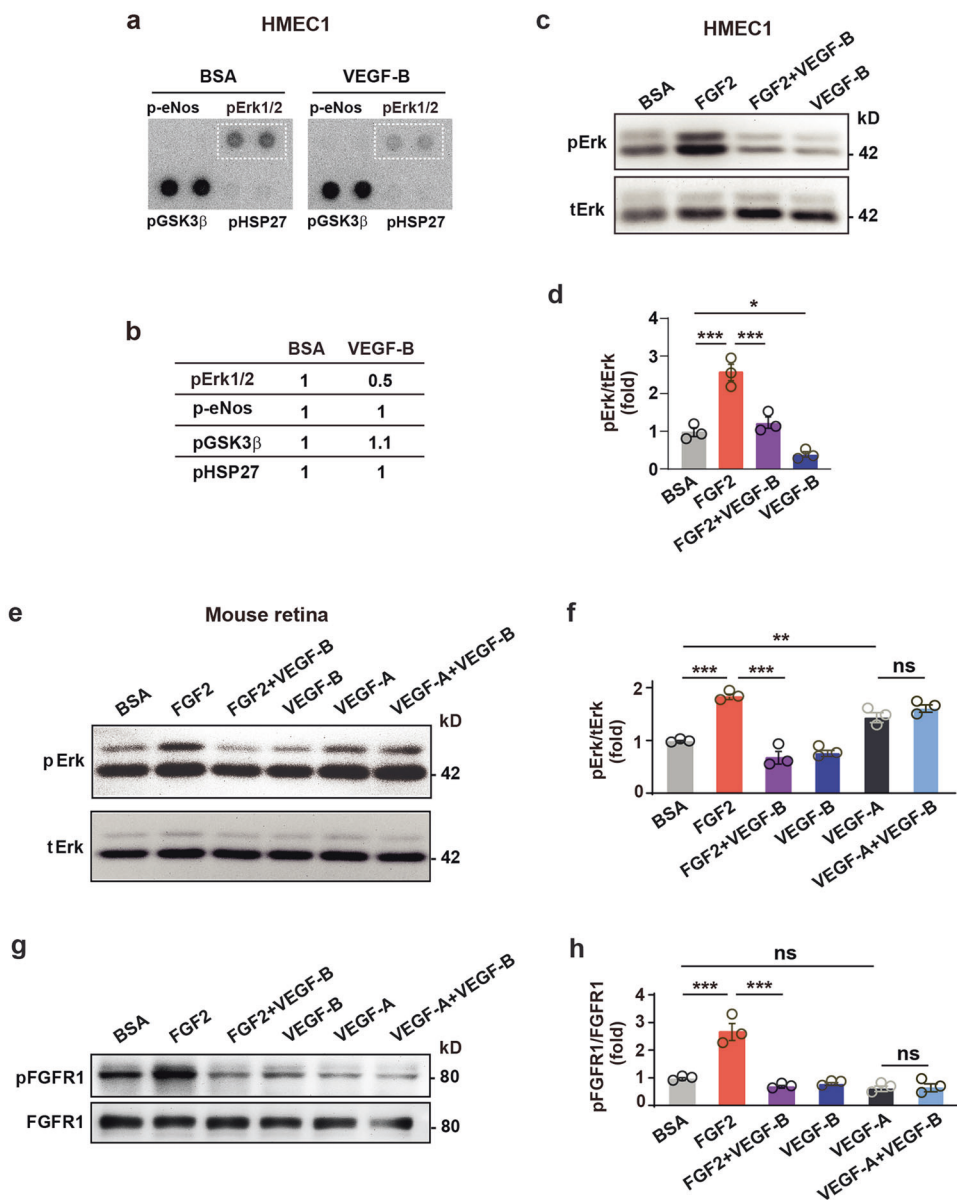 a
HMEC1
BSA
VEGF-B
p-eNos
pErk1/2
p-eNos
pErk1/2
pGSK3β
pHSP27
pGSK3β
pHSP27
b
BSA VEGF-B
pErk1/2 1 0.5
p-eNos 1 1
pGSK3β 1 1.1
pHSP27 1 1
c
HMEC1
BSA
FGF2
FGF2+VEGF-B
VEGF-B
kD
pErk
- 42
tErk
- 42
d
pErk/tErk
(fold)
4
3
2
1
0
*
***
***
BSA
FGF2
FGF2+VEGF-B
VEGF-B
e
Mouse retina
BSA
FGF2
FGF2+VEGF-B
VEGF-B
VEGF-A
VEGF-A+VEGF-B
kD
pErk
- 42
tErk
- 42
f
pErk/tErk
(fold)
2
1
0
**
***
***
ns
BSA
FGF2
FGF2+VEGF-B
VEGF-B
VEGF-A
VEGF-A+VEGF-B
g
BSA
FGF2
FGF2+VEGF-B
VEGF-B
VEGF-A
VEGF-A+VEGF-B
kD
pFGFR1
- 80
FGFR1
- 80
h
pFGFR1/FGFR1
(fold)
4
3
2
1
0
ns
***
***
ns
BSA
FGF2
FGF2+VEGF-B
VEGF-B
VEGF-A
VEGF-A+VEGF-B